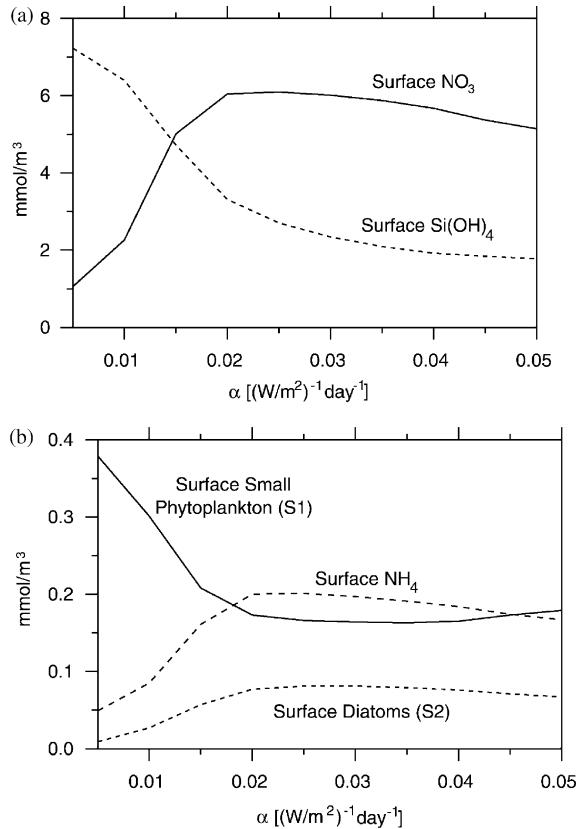 (a)
8
6
4
2
0
mmol/m³
Surface NO₃
Surface Si(OH)₄
0.01 0.02 0.03 0.04 0.05
α [(W/m²)⁻¹day⁻¹]
(b)
0.4
0.3
0.2
0.1
0.0
mmol/m³
Surface Small
Phytoplankton (S1)
Surface NH₄
Surface Diatoms (S2)
0.01 0.02 0.03 0.04 0.05
α [(W/m²)⁻¹day⁻¹]